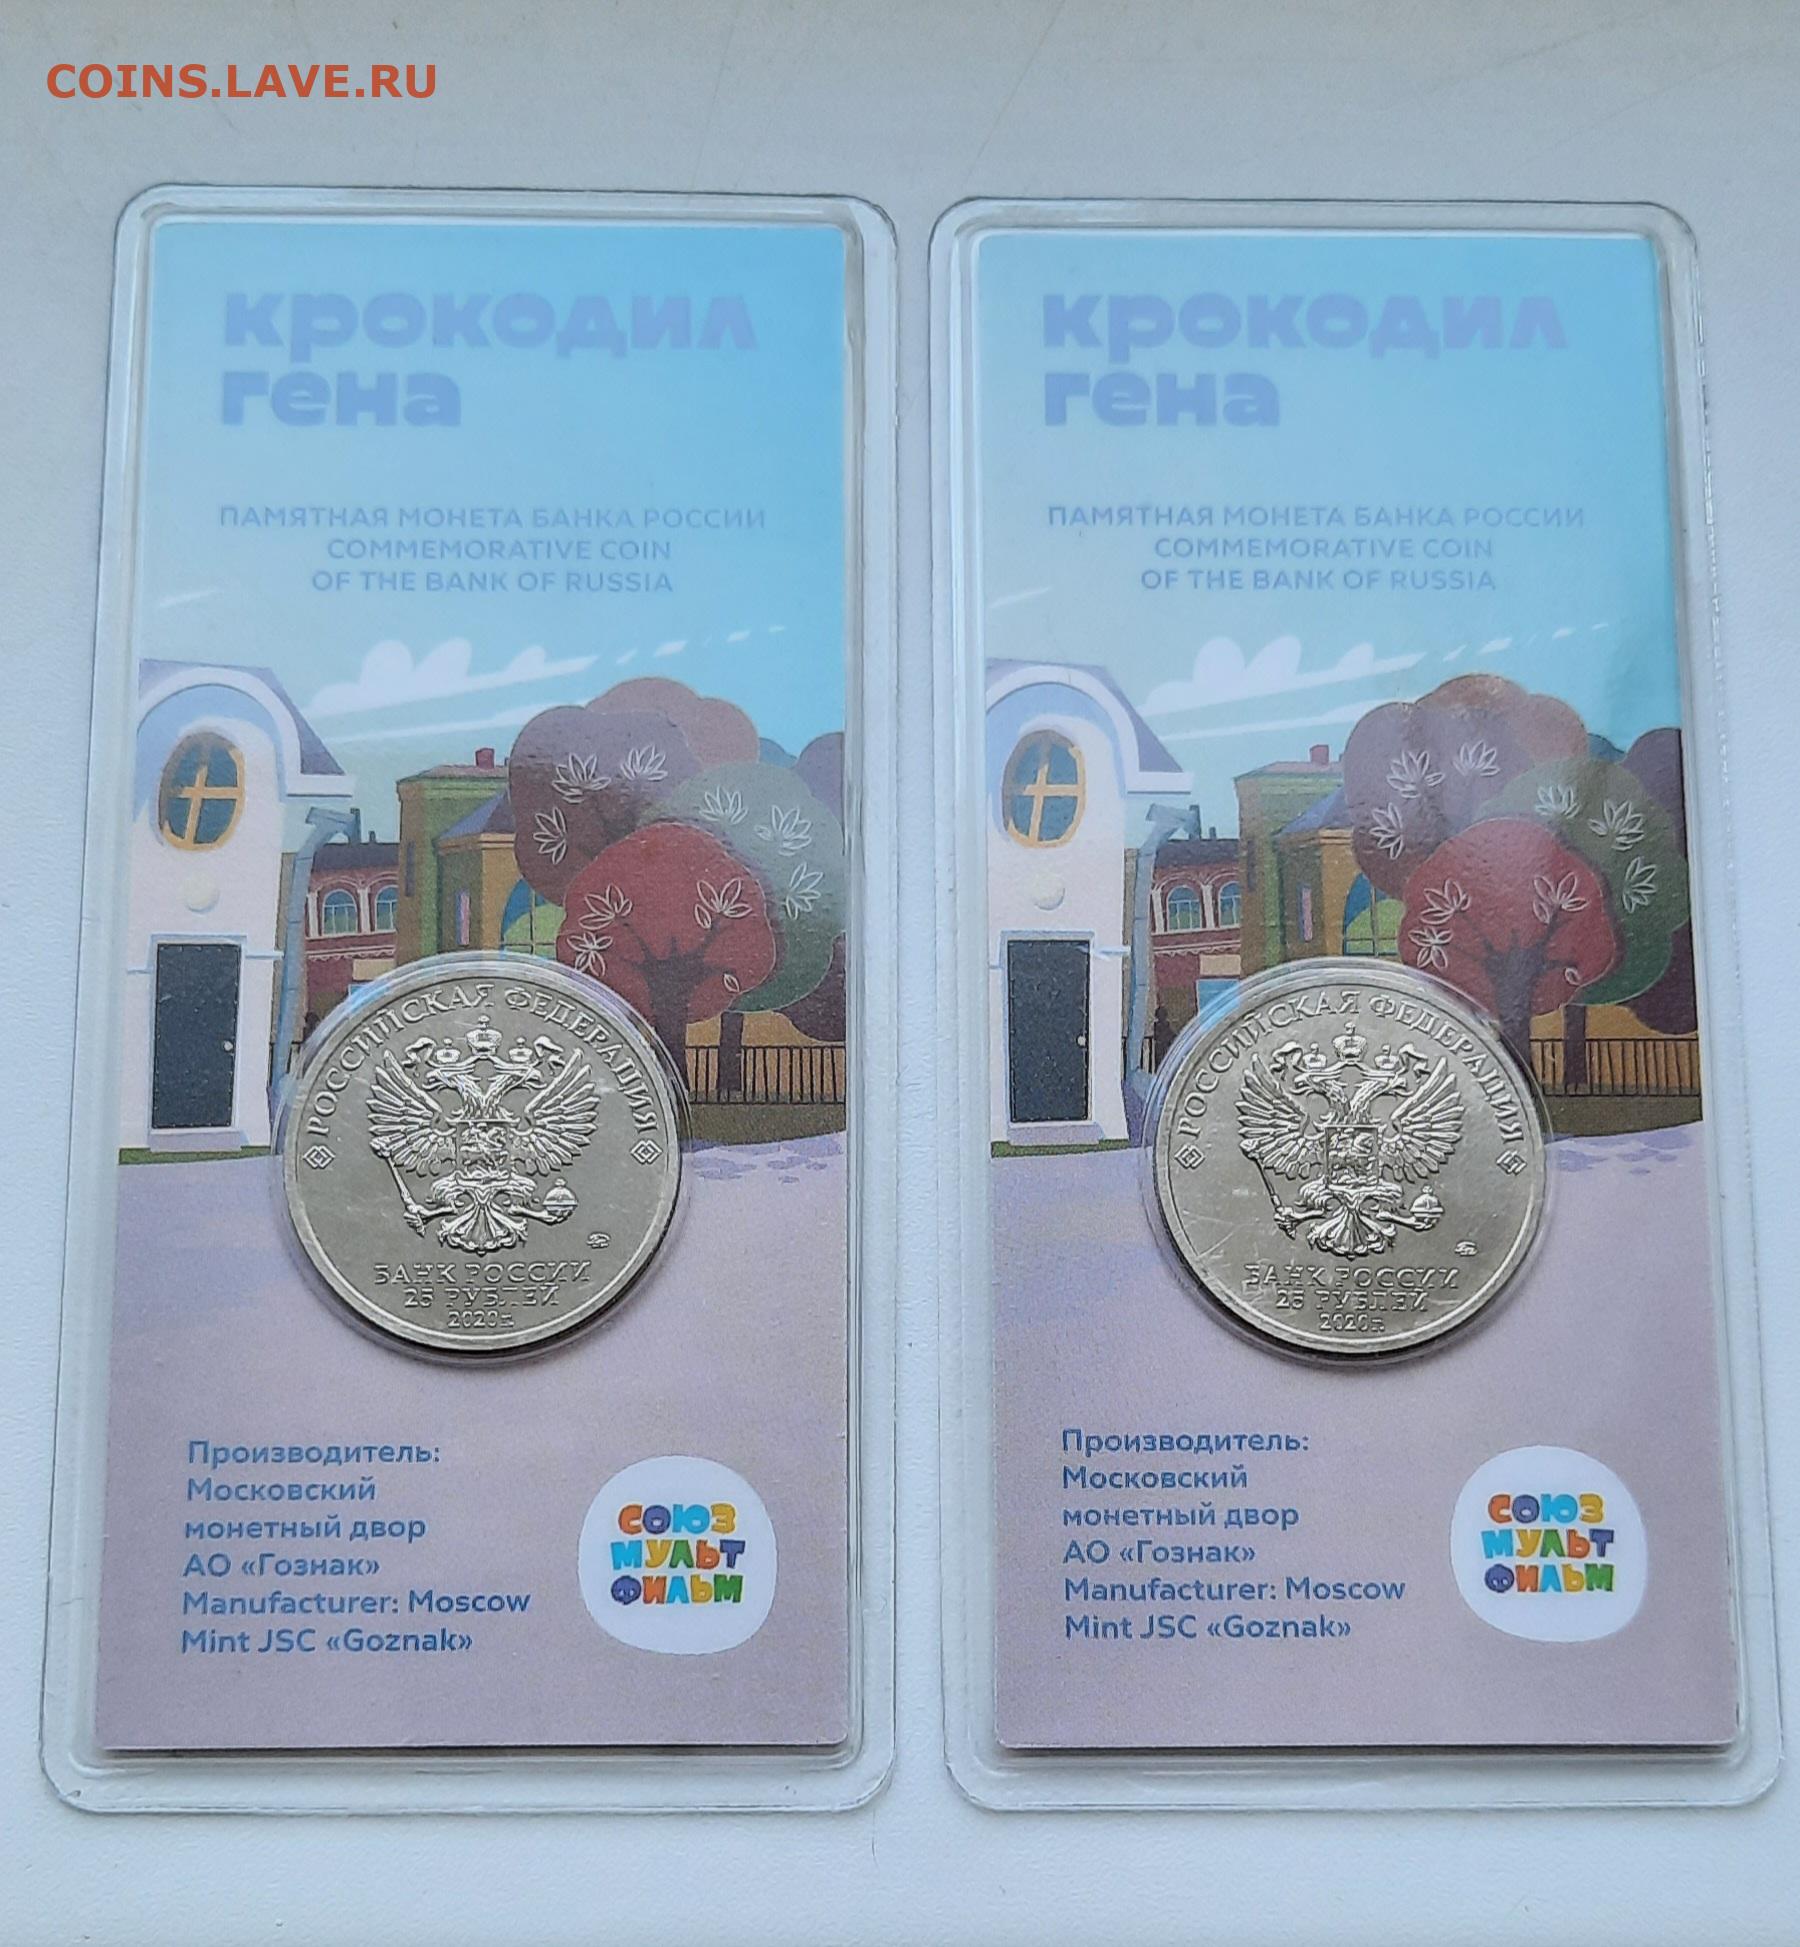 COINS.LAVE.RU
крокодил
гена
ПАМЯТНАЯ МОНЕТА БАНКА РОССИИ
COMMEMORATIVE COIN
OF THE BANK OF RUSSIA
РОССИЙСКАЯ ФЕДЕРАЦИЯ
БАНК РОССИИ
25 РУБЛЕЙ
2020 г.
Производитель:
Московский
монетный двор
АО «Гознак»
Manufacturer: Moscow
Mint JSC «Goznak»
СОЮЗ
МУЛЬТ
ФИЛЬМ
крокодил
гена
ПАМЯТНАЯ МОНЕТА БАНКА РОССИИ
COMMEMORATIVE COIN
OF THE BANK OF RUSSIA
РОССИЙСКАЯ ФЕДЕРАЦИЯ
БАНК РОССИИ
25 РУБЛЕЙ
2020 г.
Производитель:
Московский
монетный двор
АО «Гознак»
Manufacturer: Moscow
Mint JSC «Goznak»
СОЮЗ
МУЛЬТ
ФИЛЬМ